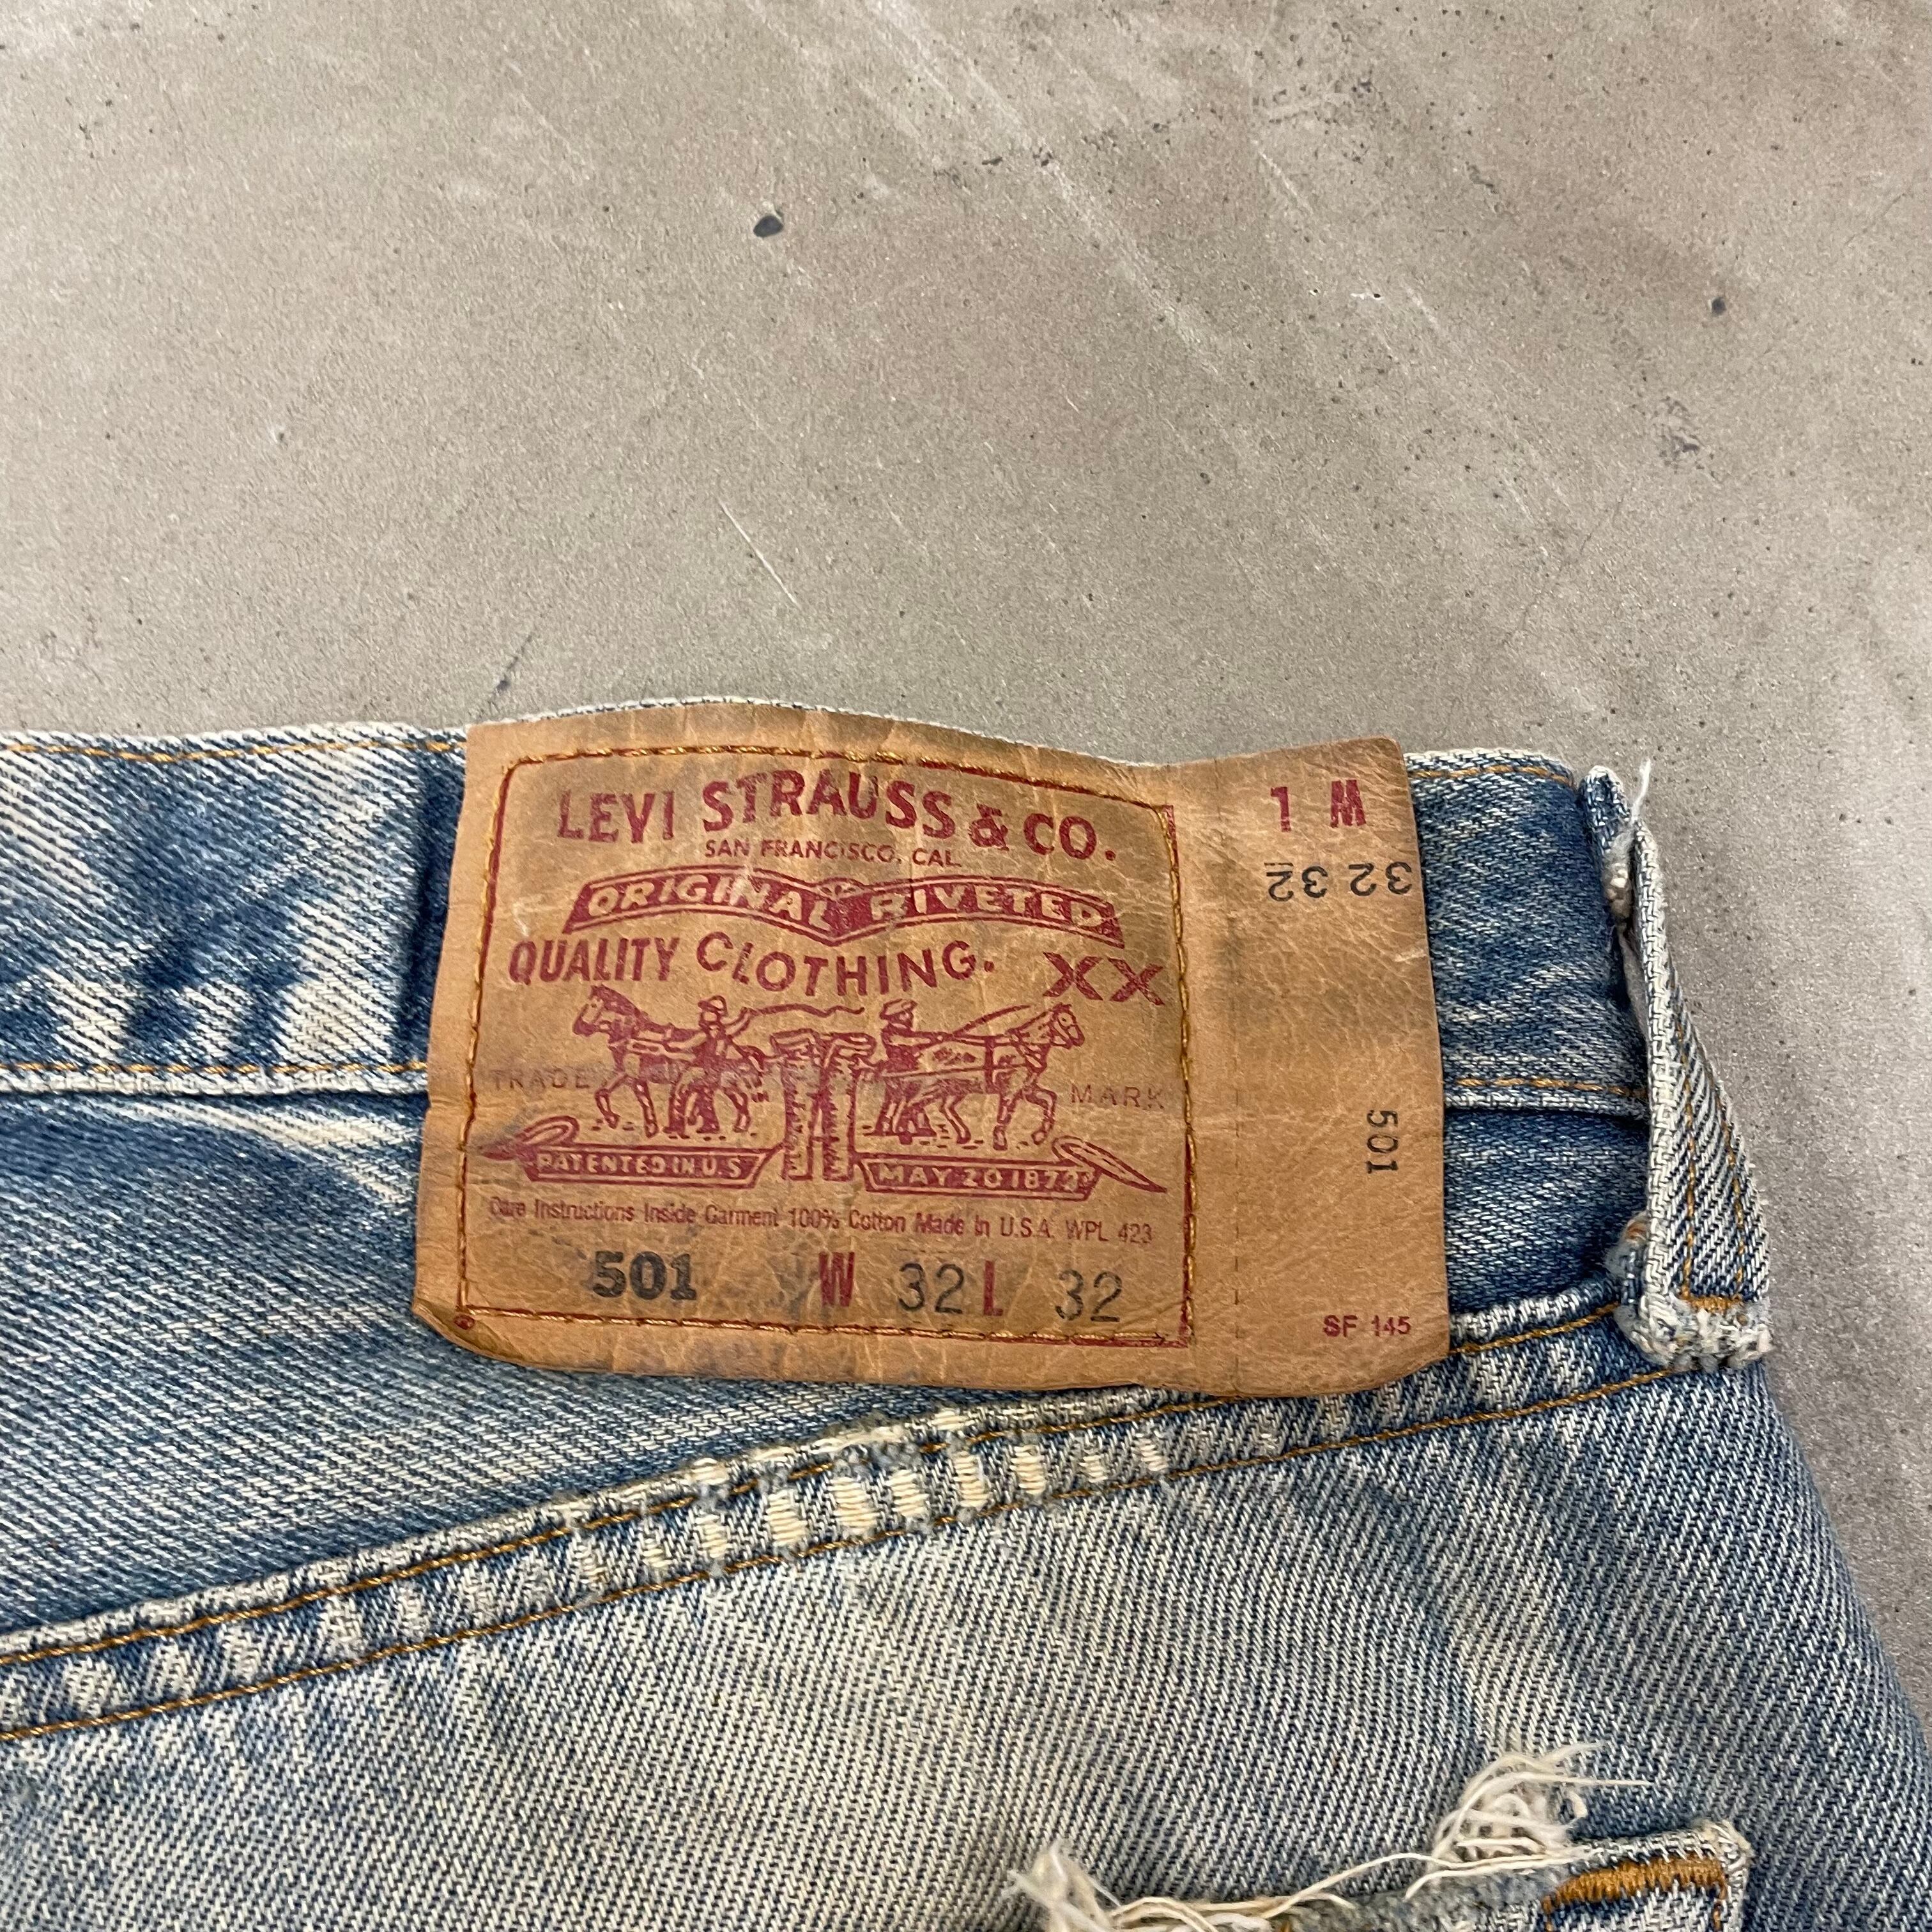 LEVI STRAUSS & CO.
SAN FRANCISCO, CAL.
ORIGINAL RIVETED
QUALITY CLOTHING. XX
TRADE MARK
PATENTED IN U.S MAY 20 1873
Care Instructions Inside Garment 100% Cotton Made in U.S.A. WPL 423
501 W 32 L 32
1 M
32 32
501
SF 145